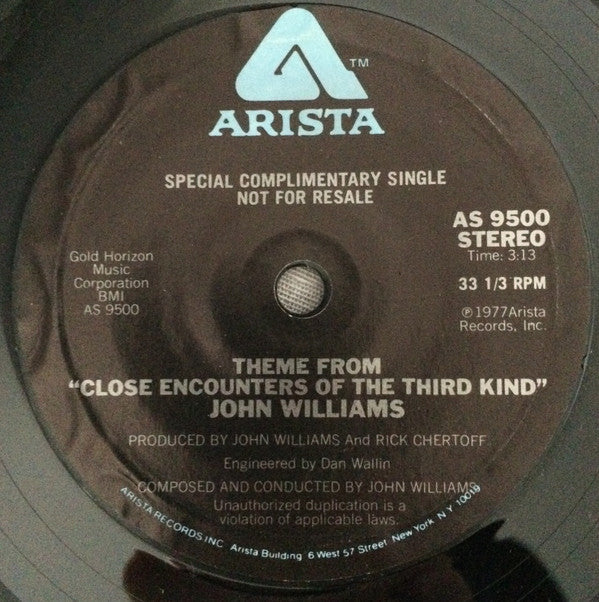 TM
ARISTA
SPECIAL COMPLIMENTARY SINGLE
NOT FOR RESALE
AS 9500
STEREO
Time: 3:13
33 1/3 RPM
℗1977Arista
Records, Inc.
Gold Horizon
Music
Corporation
BMI
AS 9500
THEME FROM
“CLOSE ENCOUNTERS OF THE THIRD KIND”
JOHN WILLIAMS
PRODUCED BY JOHN WILLIAMS And RICK CHERTOFF
Engineered by Dan Wallin
COMPOSED AND CONDUCTED BY JOHN WILLIAMS
Unauthorized duplication is a
violation of applicable laws.
ARISTA RECORDS, INC. Arista Building 6 West 57 Street, New York N Y 10019